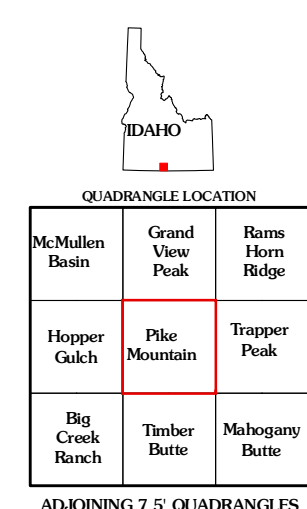 IDAHO
QUADRANGLE LOCATION
McMullen
Basin
Grand
View
Peak
Rams
Horn
Ridge
Hopper
Gulch
Pike
Mountain
Trapper
Peak
Big
Creek
Ranch
Timber
Butte
Mahogany
Butte
ADJOINING 7.5' QUADRANGLES